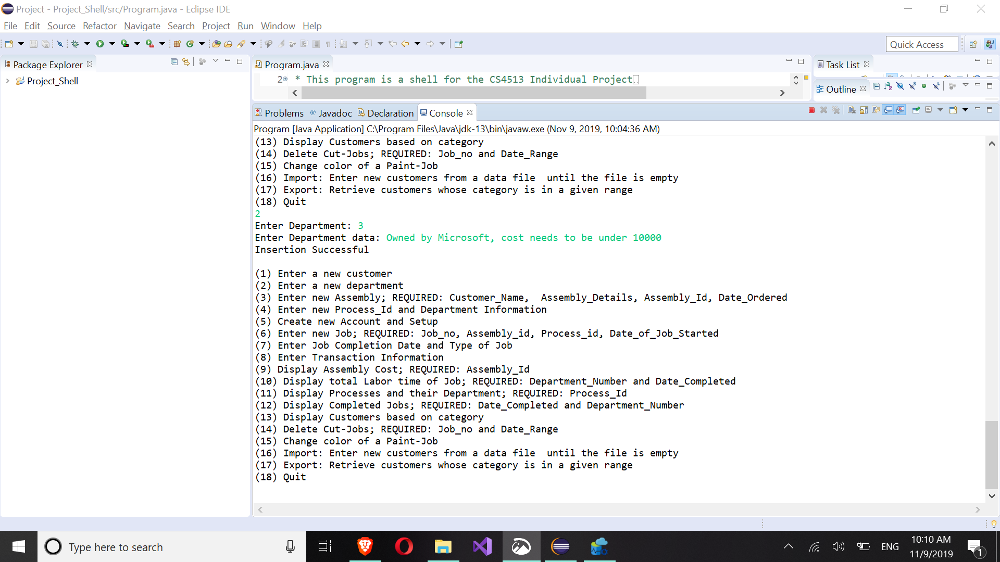 Project - Project_Shell/src/Program.java - Eclipse IDE
File Edit Source Refactor Navigate Search Project Run Window Help
Quick Access
Package Explorer
Project_Shell
Program.java
2 * This program is a shell for the CS4513 Individual Project
Task List
Outline
Problems Javadoc Declaration Console
Program [Java Application] C:\Program Files\Java\jdk-13\bin\javaw.exe (Nov 9, 2019, 10:04:36 AM)
(13) Display Customers based on category
(14) Delete Cut-Jobs; REQUIRED: Job_no and Date_Range
(15) Change color of a Paint-Job
(16) Import: Enter new customers from a data file  until the file is empty
(17) Export: Retrieve customers whose category is in a given range
(18) Quit
2
Enter Department: 3
Enter Department data: Owned by Microsoft, cost needs to be under 10000
Insertion Successful
(1) Enter a new customer
(2) Enter a new department
(3) Enter new Assembly; REQUIRED: Customer_Name,  Assembly_Details, Assembly_Id, Date_Ordered
(4) Enter new Process_Id and Department Information
(5) Create new Account and Setup
(6) Enter new Job; REQUIRED: Job_no, Assembly_id, Process_id, Date_of_Job_Started
(7) Enter Job Completion Date and Type of Job
(8) Enter Transaction Information
(9) Display Assembly Cost; REQUIRED: Assembly_Id
(10) Display total Labor time of Job; REQUIRED: Department_Number and Date_Completed
(11) Display Processes and their Department; REQUIRED: Process_Id
(12) Display Completed Jobs; REQUIRED: Date_Completed and Department_Number
(13) Display Customers based on category
(14) Delete Cut-Jobs; REQUIRED: Job_no and Date_Range
(15) Change color of a Paint-Job
(16) Import: Enter new customers from a data file  until the file is empty
(17) Export: Retrieve customers whose category is in a given range
(18) Quit
Type here to search
ENG
10:10 AM
11/9/2019
1